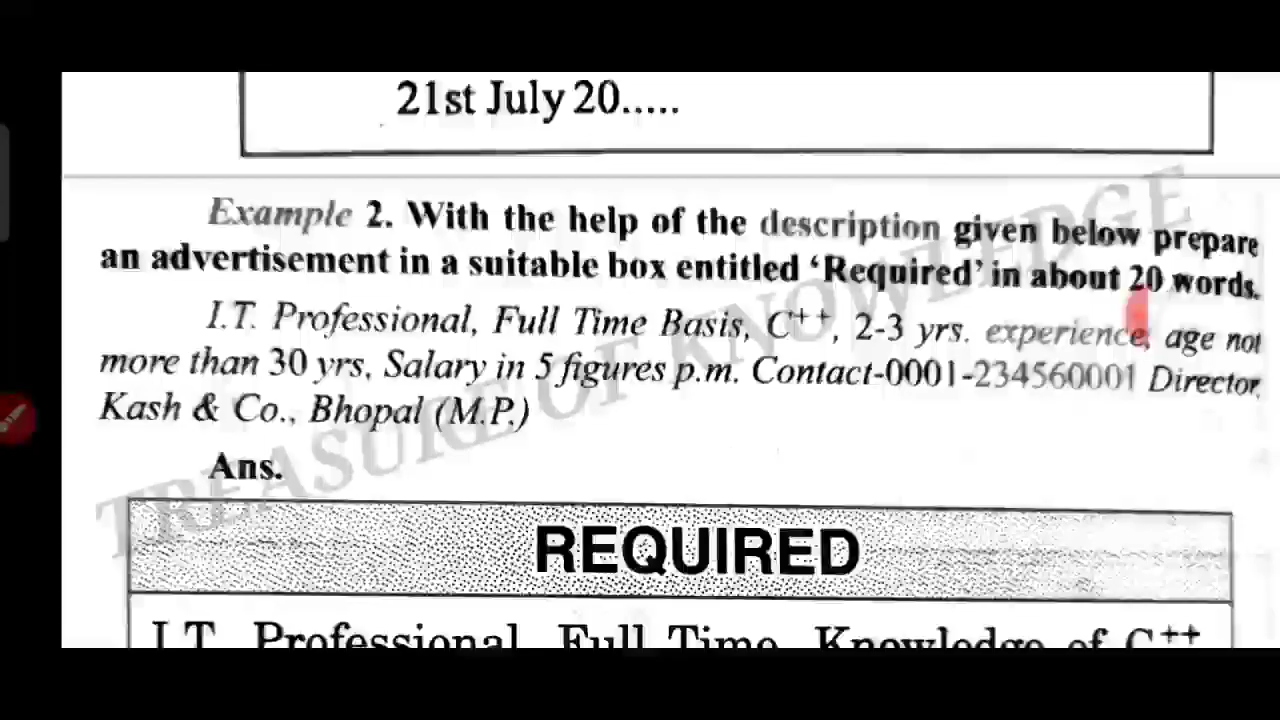 21st July 20.....
Example 2. With the help of the description given below prepare
an advertisement in a suitable box entitled ‘Required’ in about 20 words.
I.T. Professional, Full Time Basis, C++, 2-3 yrs. experience, age not
more than 30 yrs. Salary in 5 figures p.m. Contact-0001-234560001 Director,
Kash & Co., Bhopal (M.P.)
TREASURE OF KNOWLEDGE
Ans.
REQUIRED
I.T. Professional, Full Time, Knowledge of C++